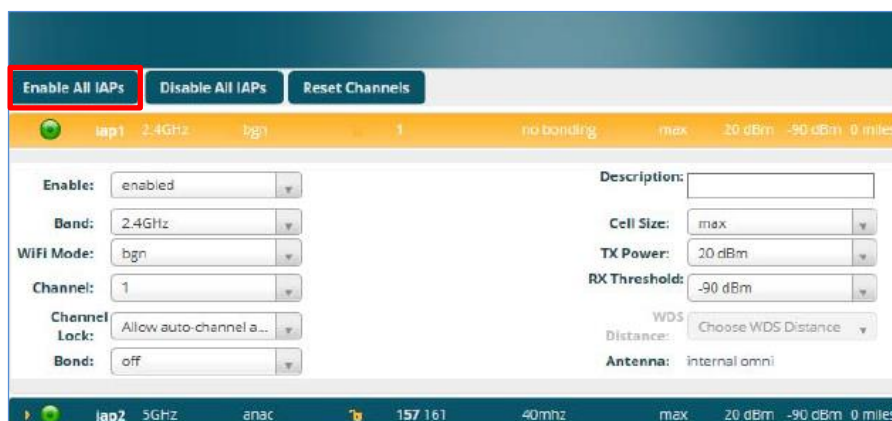 Enable All IAPs Disable All IAPs Reset Channels
iap1 2.4GHz bgn 1 no bonding max 20 dBm -90 dBm 0 miles
Enable: enabled Description:
Band: 2.4GHz Cell Size: max
WiFi Mode: bgn TX Power: 20 dBm
Channel: 1 RX Threshold: -90 dBm
Channel Lock: Allow auto-channel a... WDS Distance: Choose WDS Distance
Bond: off Antenna: internal omni
iap2 5GHz anac 157 161 40mhz max 20 dBm -90 dBm 0 miles